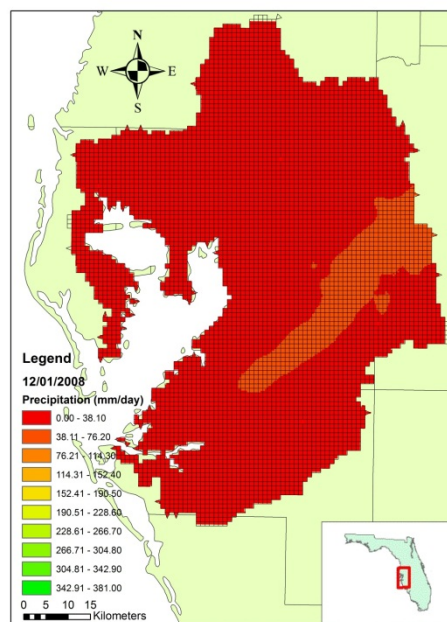 N
W E
S
Legend
12/01/2008
Precipitation (mm/day)
0.00 - 38.10
38.11 - 76.20
76.21 - 114.30
114.31 - 152.40
152.41 - 190.50
190.51 - 228.60
228.61 - 266.70
266.71 - 304.80
304.81 - 342.90
342.91 - 381.00
0 5 10 15
Kilometers